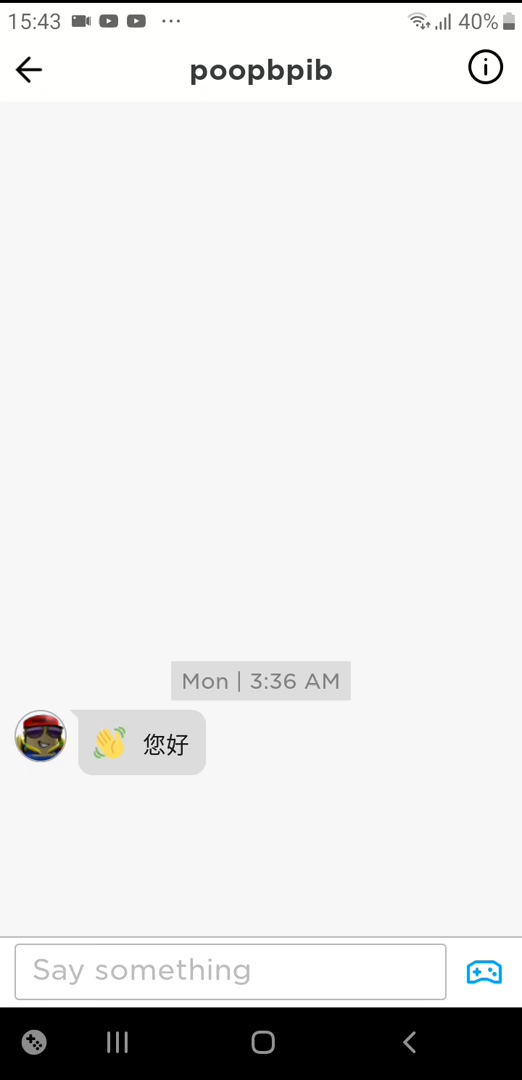 15:43 ··· 40%
poopbpib
Mon | 3:36 AM
👋 您好
Say something